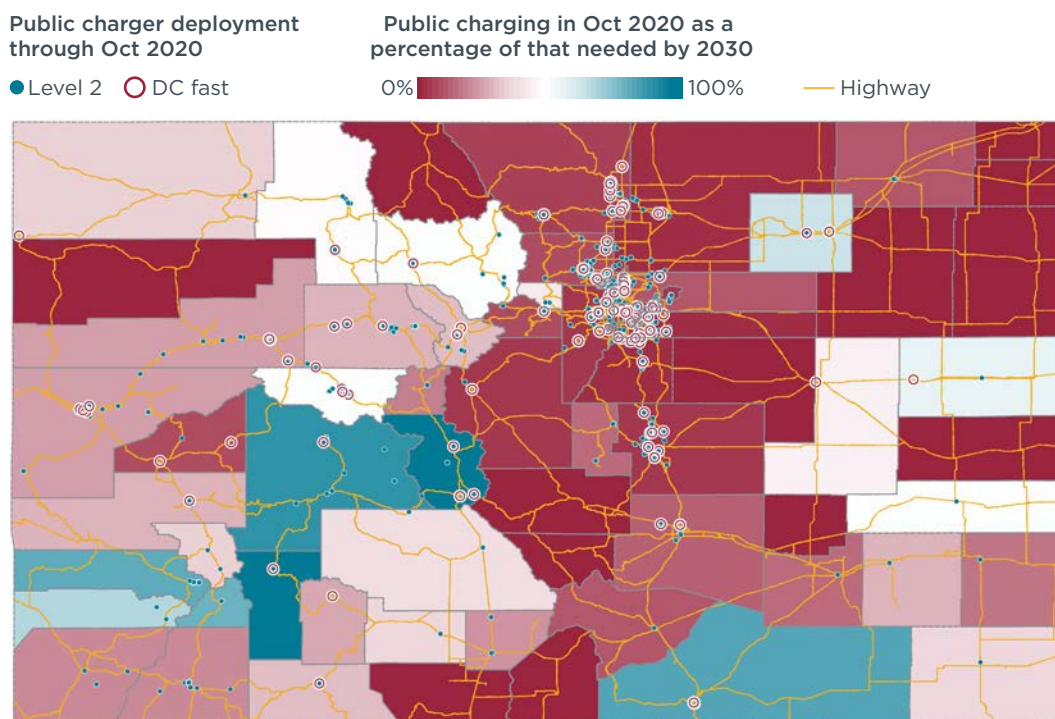 Public charger deployment
through Oct 2020
Level 2 DC fast
Public charging in Oct 2020 as a
percentage of that needed by 2030
0% 100%
Highway